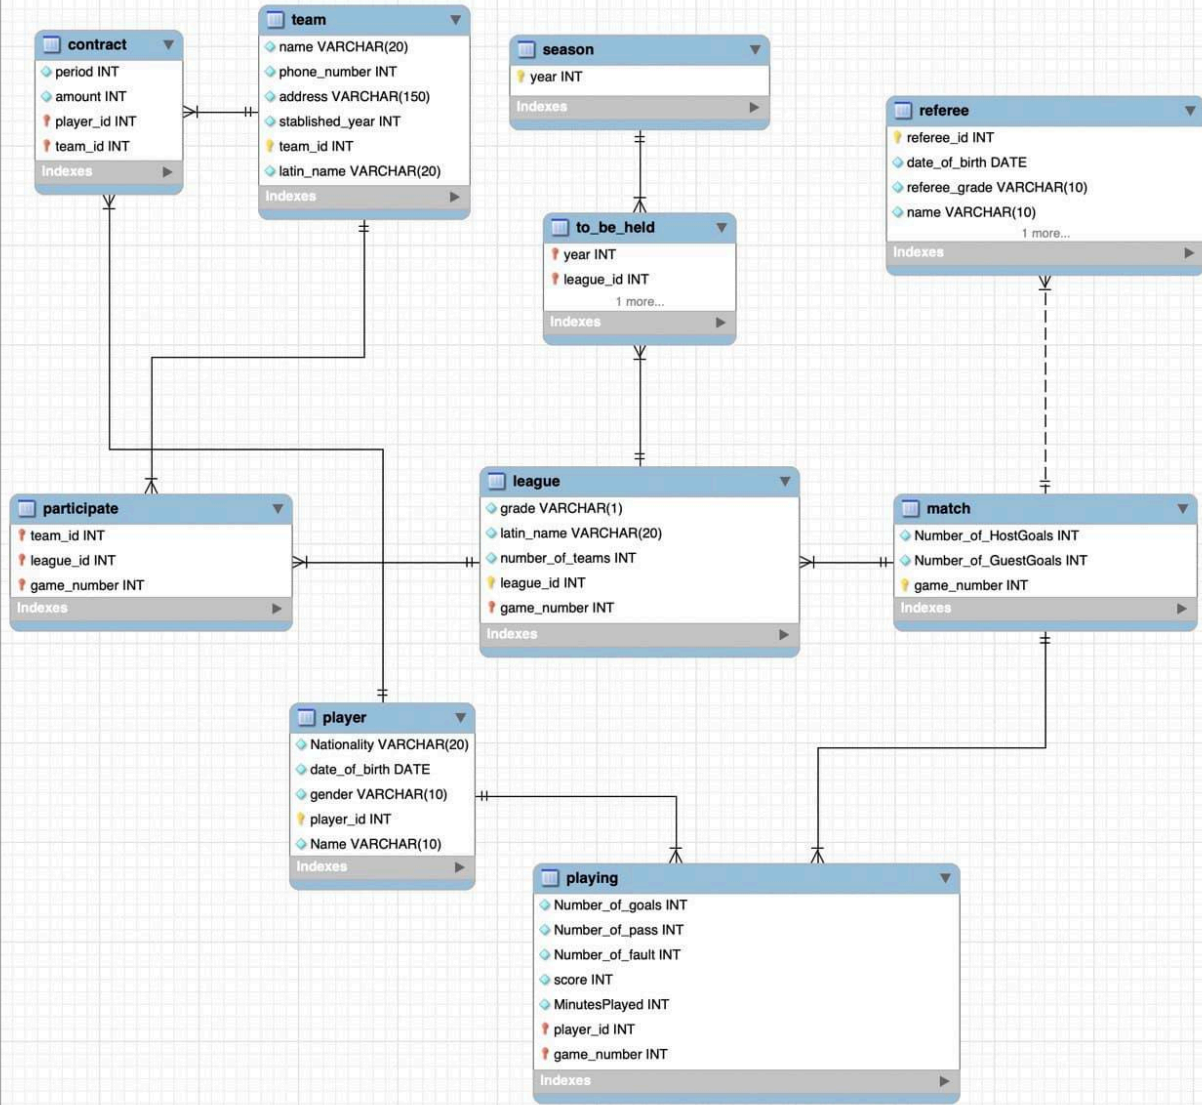 contract
period INT
amount INT
player_id INT
team_id INT
Indexes
team
name VARCHAR(20)
phone_number INT
address VARCHAR(150)
stablished_year INT
team_id INT
latin_name VARCHAR(20)
Indexes
season
year INT
Indexes
referee
referee_id INT
date_of_birth DATE
referee_grade VARCHAR(10)
name VARCHAR(10)
1 more...
Indexes
to_be_held
year INT
league_id INT
1 more...
Indexes
participate
team_id INT
league_id INT
game_number INT
Indexes
league
grade VARCHAR(1)
latin_name VARCHAR(20)
number_of_teams INT
league_id INT
game_number INT
Indexes
match
Number_of_HostGoals INT
Number_of_GuestGoals INT
game_number INT
Indexes
player
Nationality VARCHAR(20)
date_of_birth DATE
gender VARCHAR(10)
player_id INT
Name VARCHAR(10)
Indexes
playing
Number_of_goals INT
Number_of_pass INT
Number_of_fault INT
score INT
MinutesPlayed INT
player_id INT
game_number INT
Indexes